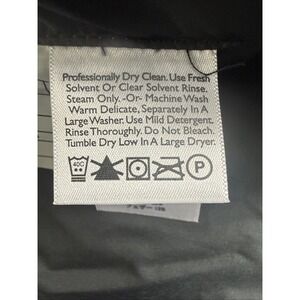 Professionally Dry Clean. Use Fresh
Solvent Or Clear Solvent Rinse.
Steam Only. -Or- Machine Wash
Warm Delicate, Separately In A
Large Washer. Use Mild Detergent.
Rinse Thoroughly. Do Not Bleach.
Tumble Dry Low In A Large Dryer.
40C P